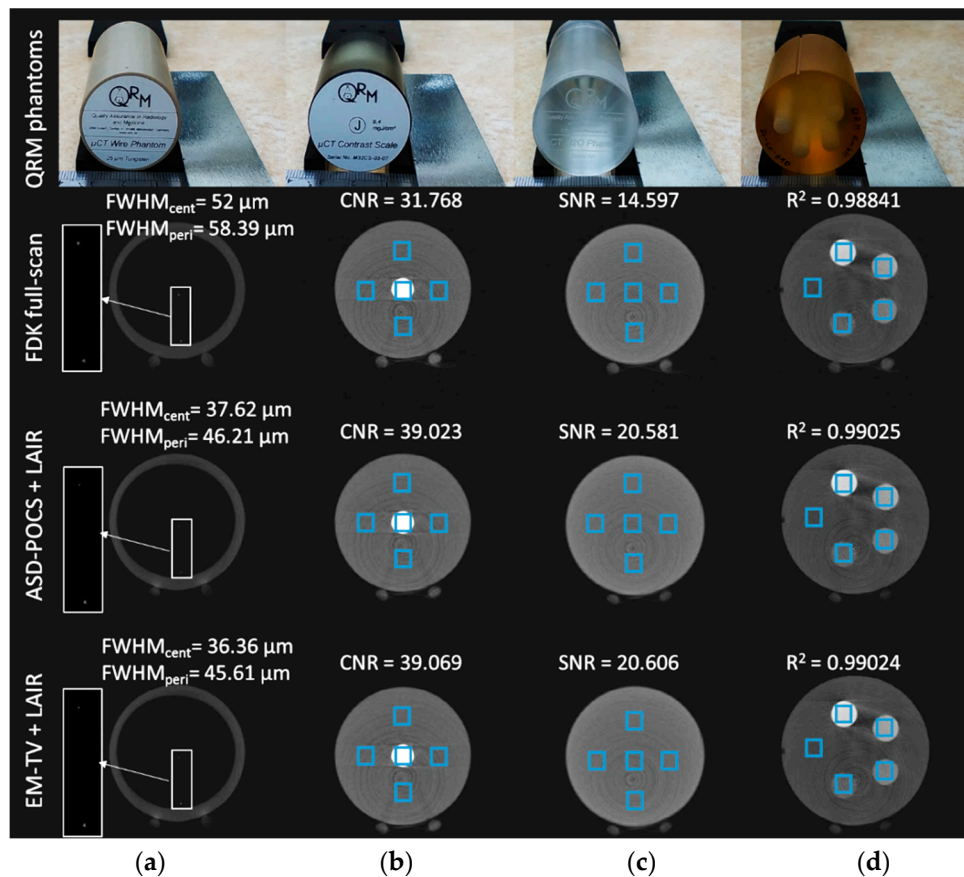 QRM phantoms
QRM
Quality Assurance in Radiology
and Medicine
µCT Wire Phantom
25 µm Tungsten
QRM
J
mgJ/cm³
µCT Contrast Scale
QRM
FDK full-scan
FWHMcent= 52 µm
FWHMperi= 58.39 µm
CNR = 31.768
SNR = 14.597
R² = 0.98841
ASD-POCS + LAIR
FWHMcent= 37.62 µm
FWHMperi= 46.21 µm
CNR = 39.023
SNR = 20.581
R² = 0.99025
EM-TV + LAIR
FWHMcent= 36.36 µm
FWHMperi= 45.61 µm
CNR = 39.069
SNR = 20.606
R² = 0.99024
(a) (b) (c) (d)